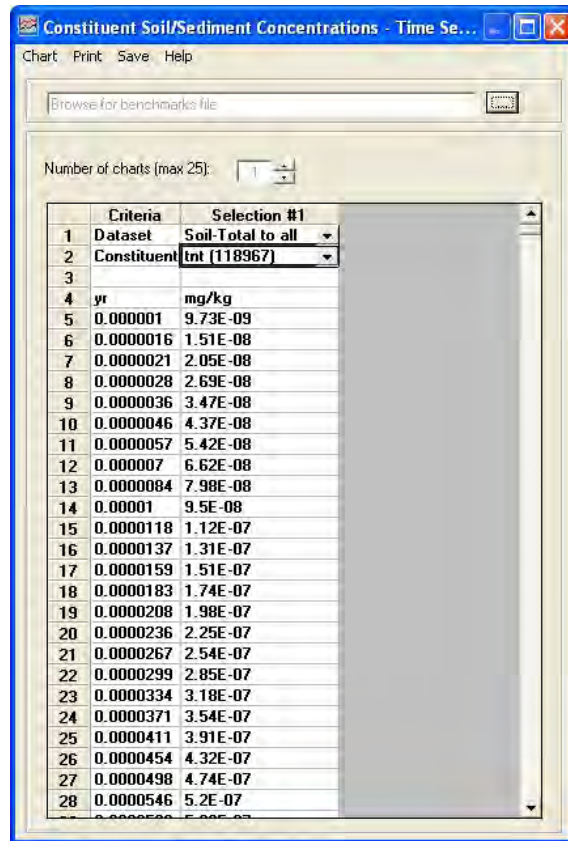 Constituent Soil/Sediment Concentrations - Time Se...
Chart Print Save Help
Browse for benchmarks file
Number of charts (max 25): 1
Criteria Selection #1
1 Dataset Soil-Total to all
2 Constituent tnt (118967)
3
4 yr mg/kg
5 0.000001 9.73E-09
6 0.0000016 1.51E-08
7 0.0000021 2.05E-08
8 0.0000028 2.69E-08
9 0.0000036 3.47E-08
10 0.0000046 4.37E-08
11 0.0000057 5.42E-08
12 0.000007 6.62E-08
13 0.0000084 7.98E-08
14 0.00001 9.5E-08
15 0.0000118 1.12E-07
16 0.0000137 1.31E-07
17 0.0000159 1.51E-07
18 0.0000183 1.74E-07
19 0.0000208 1.98E-07
20 0.0000236 2.25E-07
21 0.0000267 2.54E-07
22 0.0000299 2.85E-07
23 0.0000334 3.18E-07
24 0.0000371 3.54E-07
25 0.0000411 3.91E-07
26 0.0000454 4.32E-07
27 0.0000498 4.74E-07
28 0.0000546 5.2E-07